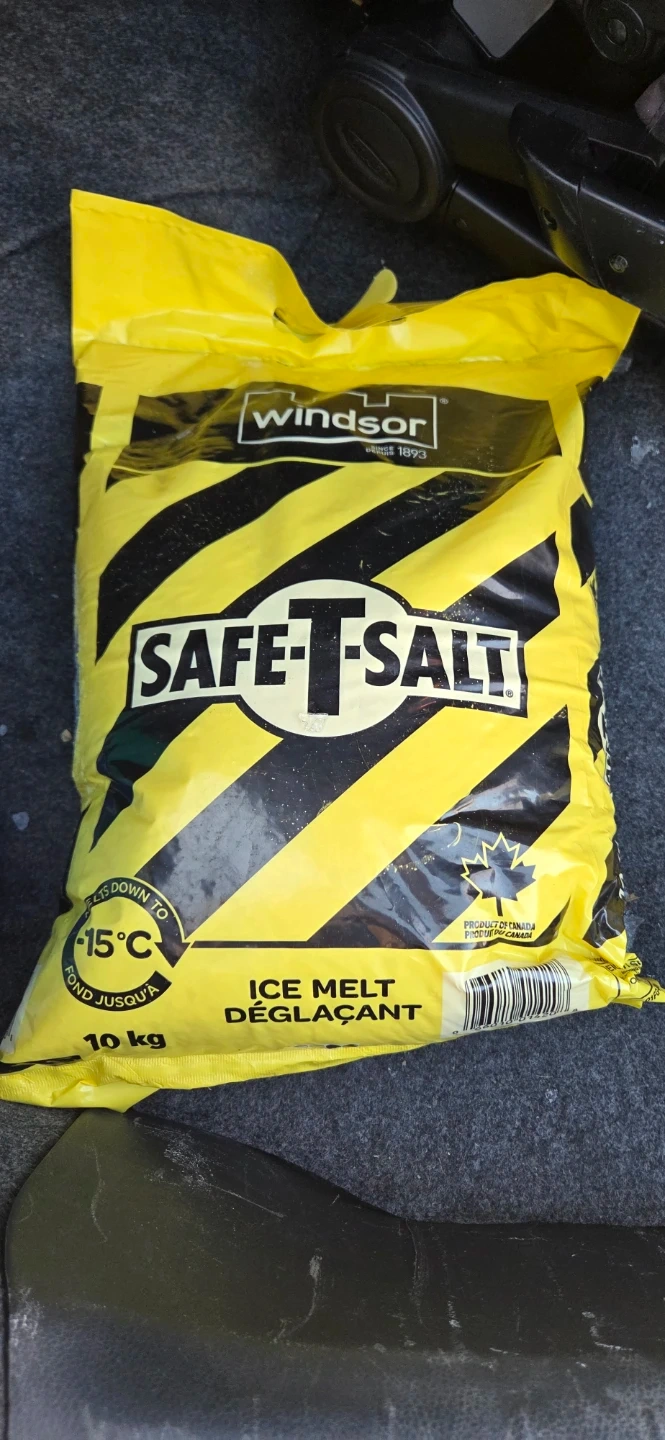 windsor®
SINCE
DEPUIS 1893
SAFE-T-SALT®
MELTS DOWN TO
-15°C
FOND JUSQU'À
PRODUCT OF CANADA
PRODUIT DU CANADA
ICE MELT
DÉGLAÇANT
10 kg